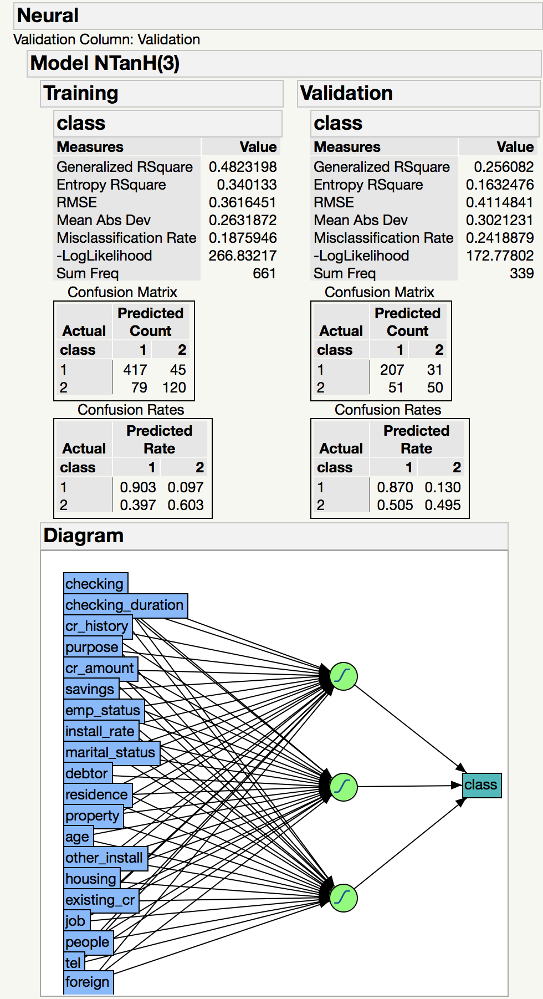 Neural
Validation Column: Validation
Model NTanH(3)
Training
class
Measures Value
Generalized RSquare 0.4823198
Entropy RSquare 0.340133
RMSE 0.3616451
Mean Abs Dev 0.2631872
Misclassification Rate 0.1875946
-LogLikelihood 266.83217
Sum Freq 661
Confusion Matrix
Predicted
Actual Count
class 1 2
1 417 45
2 79 120
Confusion Rates
Predicted
Actual Rate
class 1 2
1 0.903 0.097
2 0.397 0.603
Validation
class
Measures Value
Generalized RSquare 0.256082
Entropy RSquare 0.1632476
RMSE 0.4114841
Mean Abs Dev 0.3021231
Misclassification Rate 0.2418879
-LogLikelihood 172.77802
Sum Freq 339
Confusion Matrix
Predicted
Actual Count
class 1 2
1 207 31
2 51 50
Confusion Rates
Predicted
Actual Rate
class 1 2
1 0.870 0.130
2 0.505 0.495
Diagram
checking
checking_duration
cr_history
purpose
cr_amount
savings
emp_status
install_rate
marital_status
debtor
residence
property
age
other_install
housing
existing_cr
job
people
tel
foreign
class